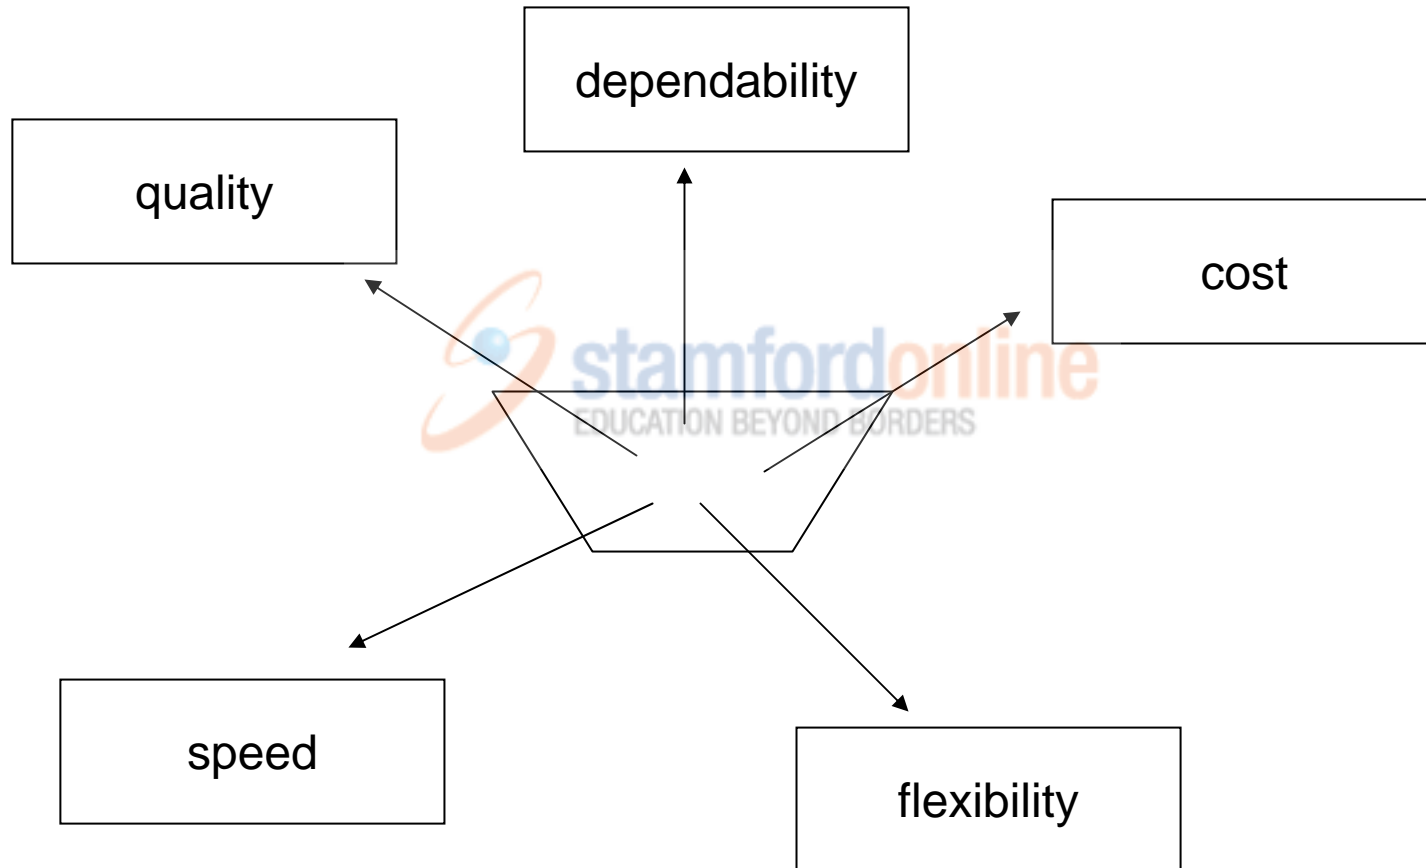 dependability
quality
cost
stamfordonline
EDUCATION BEYOND BORDERS
speed
flexibility